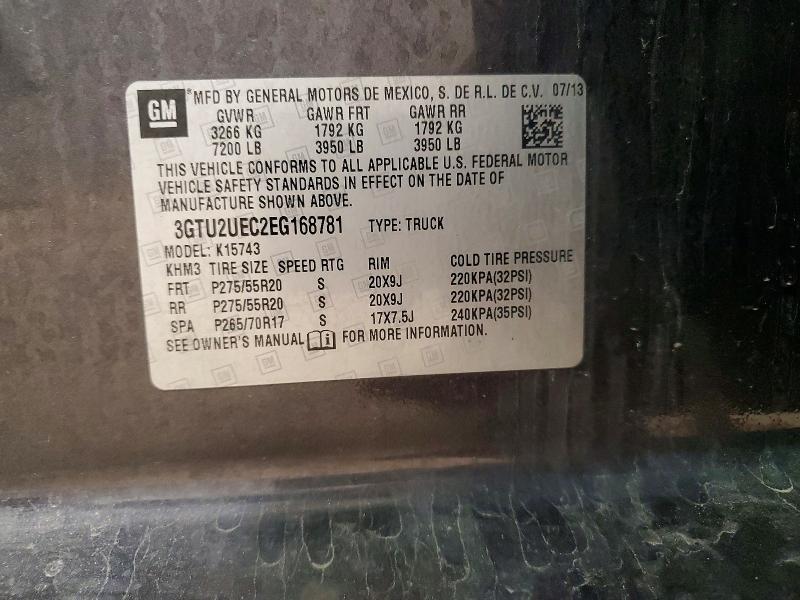 GM *MFD BY GENERAL MOTORS DE MEXICO, S. DE R.L. DE C.V. 07/13
GVWR GAWR FRT GAWR RR
3266 KG 1792 KG 1792 KG
7200 LB 3950 LB 3950 LB
THIS VEHICLE CONFORMS TO ALL APPLICABLE U.S. FEDERAL MOTOR
VEHICLE SAFETY STANDARDS IN EFFECT ON THE DATE OF
MANUFACTURE SHOWN ABOVE.
3GTU2UEC2EG168781 TYPE: TRUCK
MODEL: K15743
KHM3 TIRE SIZE SPEED RTG RIM COLD TIRE PRESSURE
FRT P275/55R20 S 20X9J 220KPA(32PSI)
RR P275/55R20 S 20X9J 220KPA(32PSI)
SPA P265/70R17 S 17X7.5J 240KPA(35PSI)
SEE OWNER'S MANUAL FOR MORE INFORMATION.